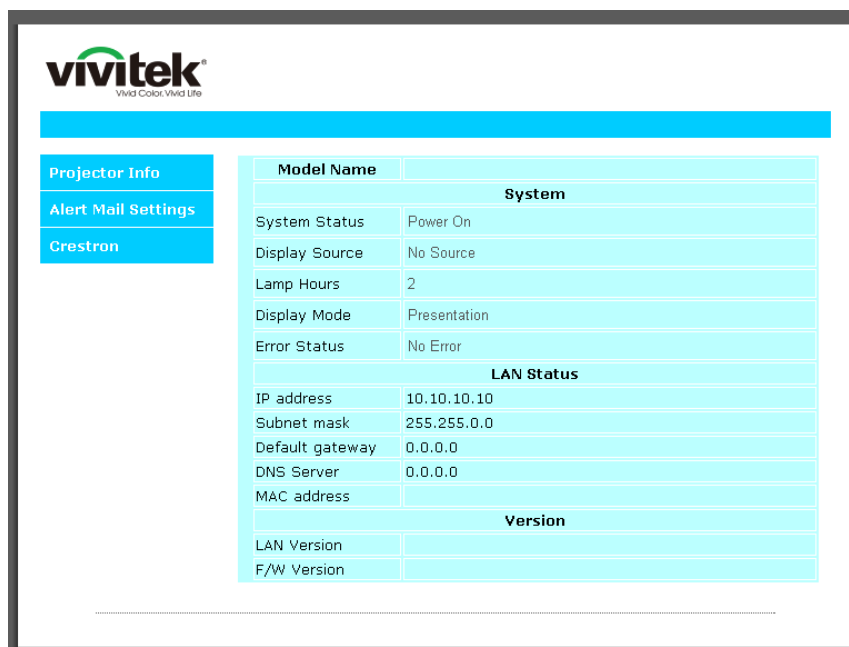 vivitek®
Vivid Color. Vivid Life
Projector Info
Alert Mail Settings
Crestron
Model Name
System
System Status Power On
Display Source No Source
Lamp Hours 2
Display Mode Presentation
Error Status No Error
LAN Status
IP address 10.10.10.10
Subnet mask 255.255.0.0
Default gateway 0.0.0.0
DNS Server 0.0.0.0
MAC address
Version
LAN Version
F/W Version